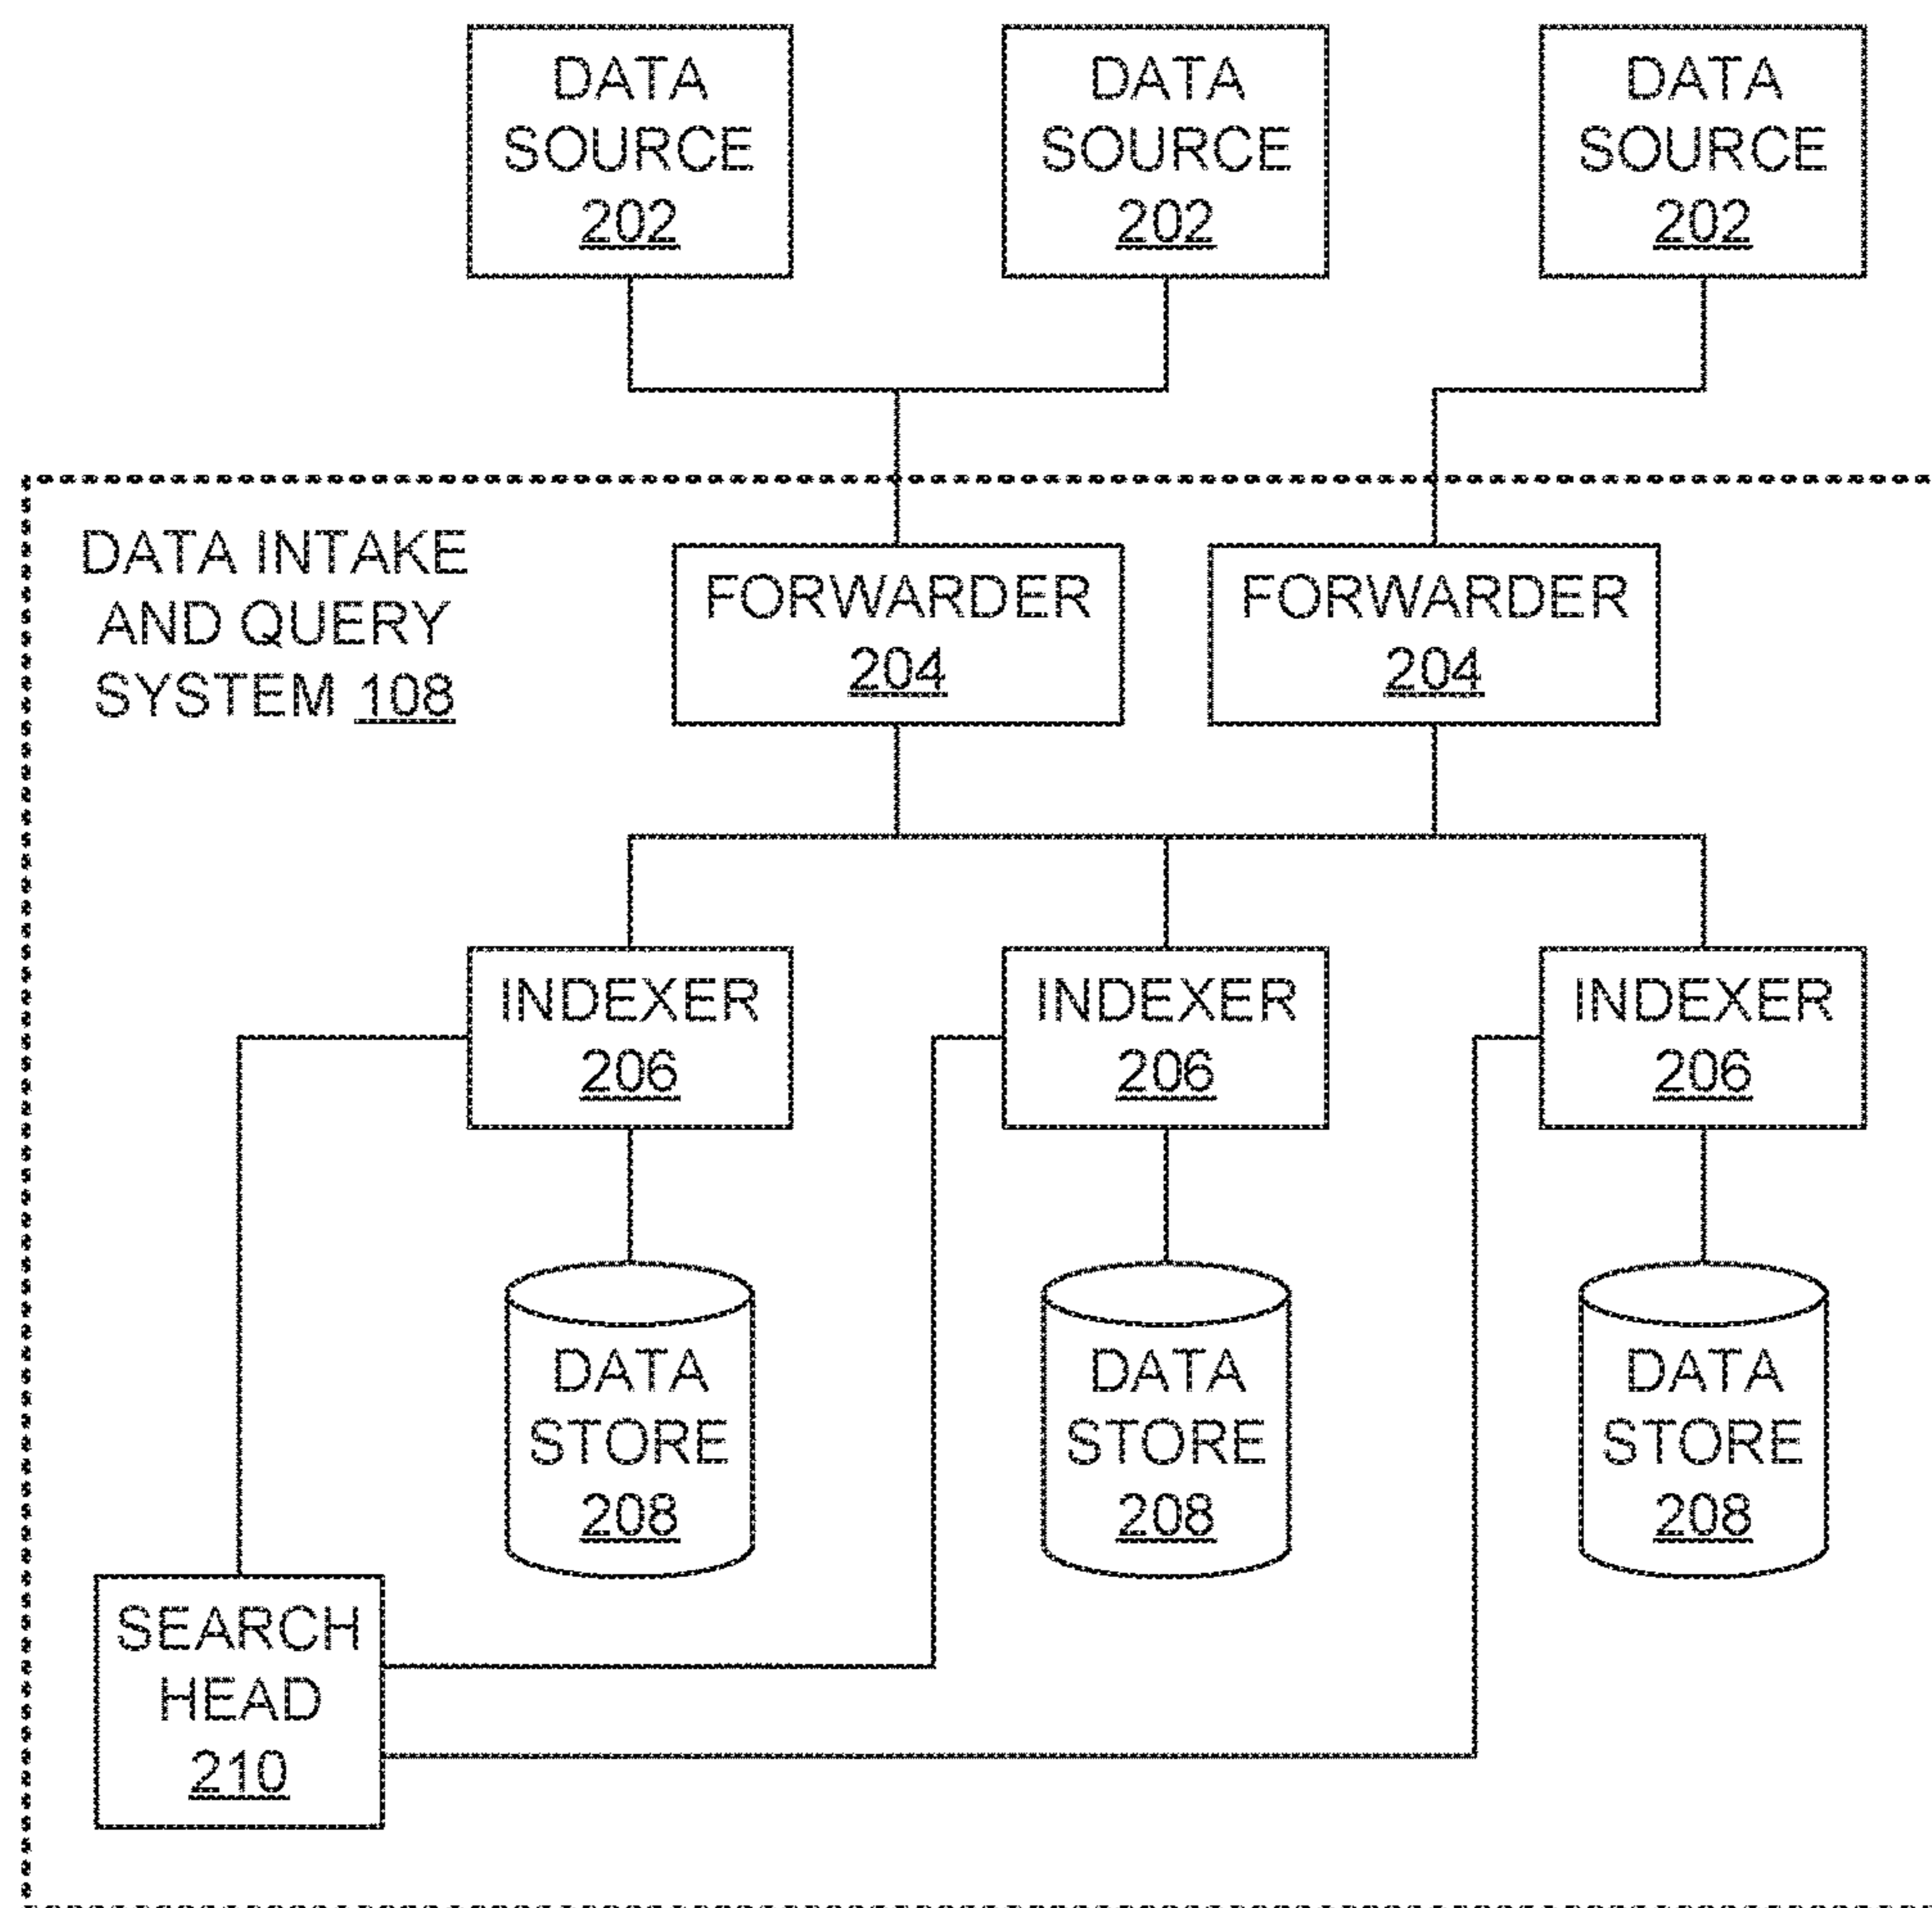 DATA
SOURCE
202
DATA
SOURCE
202
DATA
SOURCE
202
DATA INTAKE
AND QUERY
SYSTEM 108
FORWARDER
204
FORWARDER
204
INDEXER
206
INDEXER
206
INDEXER
206
DATA
STORE
208
DATA
STORE
208
DATA
STORE
208
SEARCH
HEAD
210